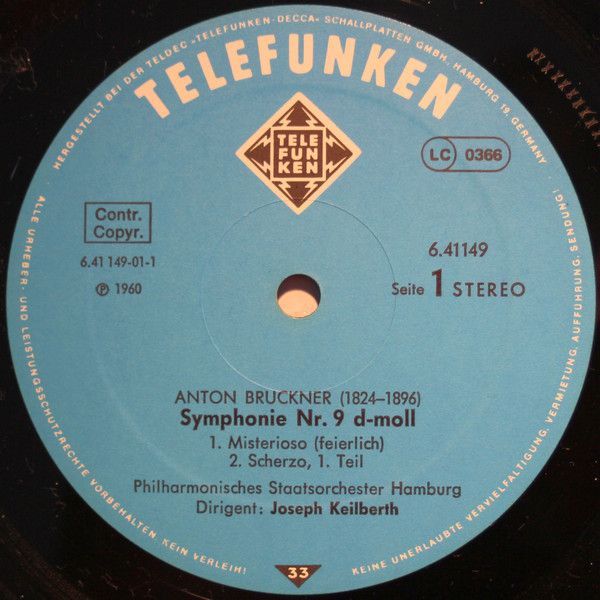 HERGESTELLT BEI DER TELDEC »TELEFUNKEN-DECCA« SCHALLPLATTEN GMBH, HAMBURG 19, GERMANY
TELEFUNKEN
TELE
FUN
KEN
LC 0366
Contr.
Copyr.
6.41 149-01-1
℗ 1960
6.41149
Seite 1 STEREO
ANTON BRUCKNER (1824–1896)
Symphonie Nr. 9 d-moll
1. Misterioso (feierlich)
2. Scherzo, 1. Teil
Philharmonisches Staatsorchester Hamburg
Dirigent: Joseph Keilberth
33
ALLE URHEBER- UND LEISTUNGSSCHUTZRECHTE VORBEHALTEN KEIN VERLEIH!
KEINE UNERLAUBTE VERVIELFÄLTIGUNG, VERMIETUNG, AUFFÜHRUNG, SENDUNG!